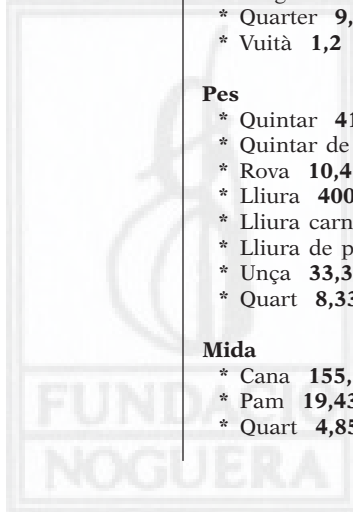 * Quarter 9,
* Vuità 1,2
Pes
* Quintar 41
* Quintar de
* Rova 10,4
* Lliura 400
* Lliura carn
* Lliura de p
* Unça 33,3
* Quart 8,33
Mida
* Cana 155,
* Pam 19,43
* Quart 4,85
FUNDACIÓ
NOGUERA